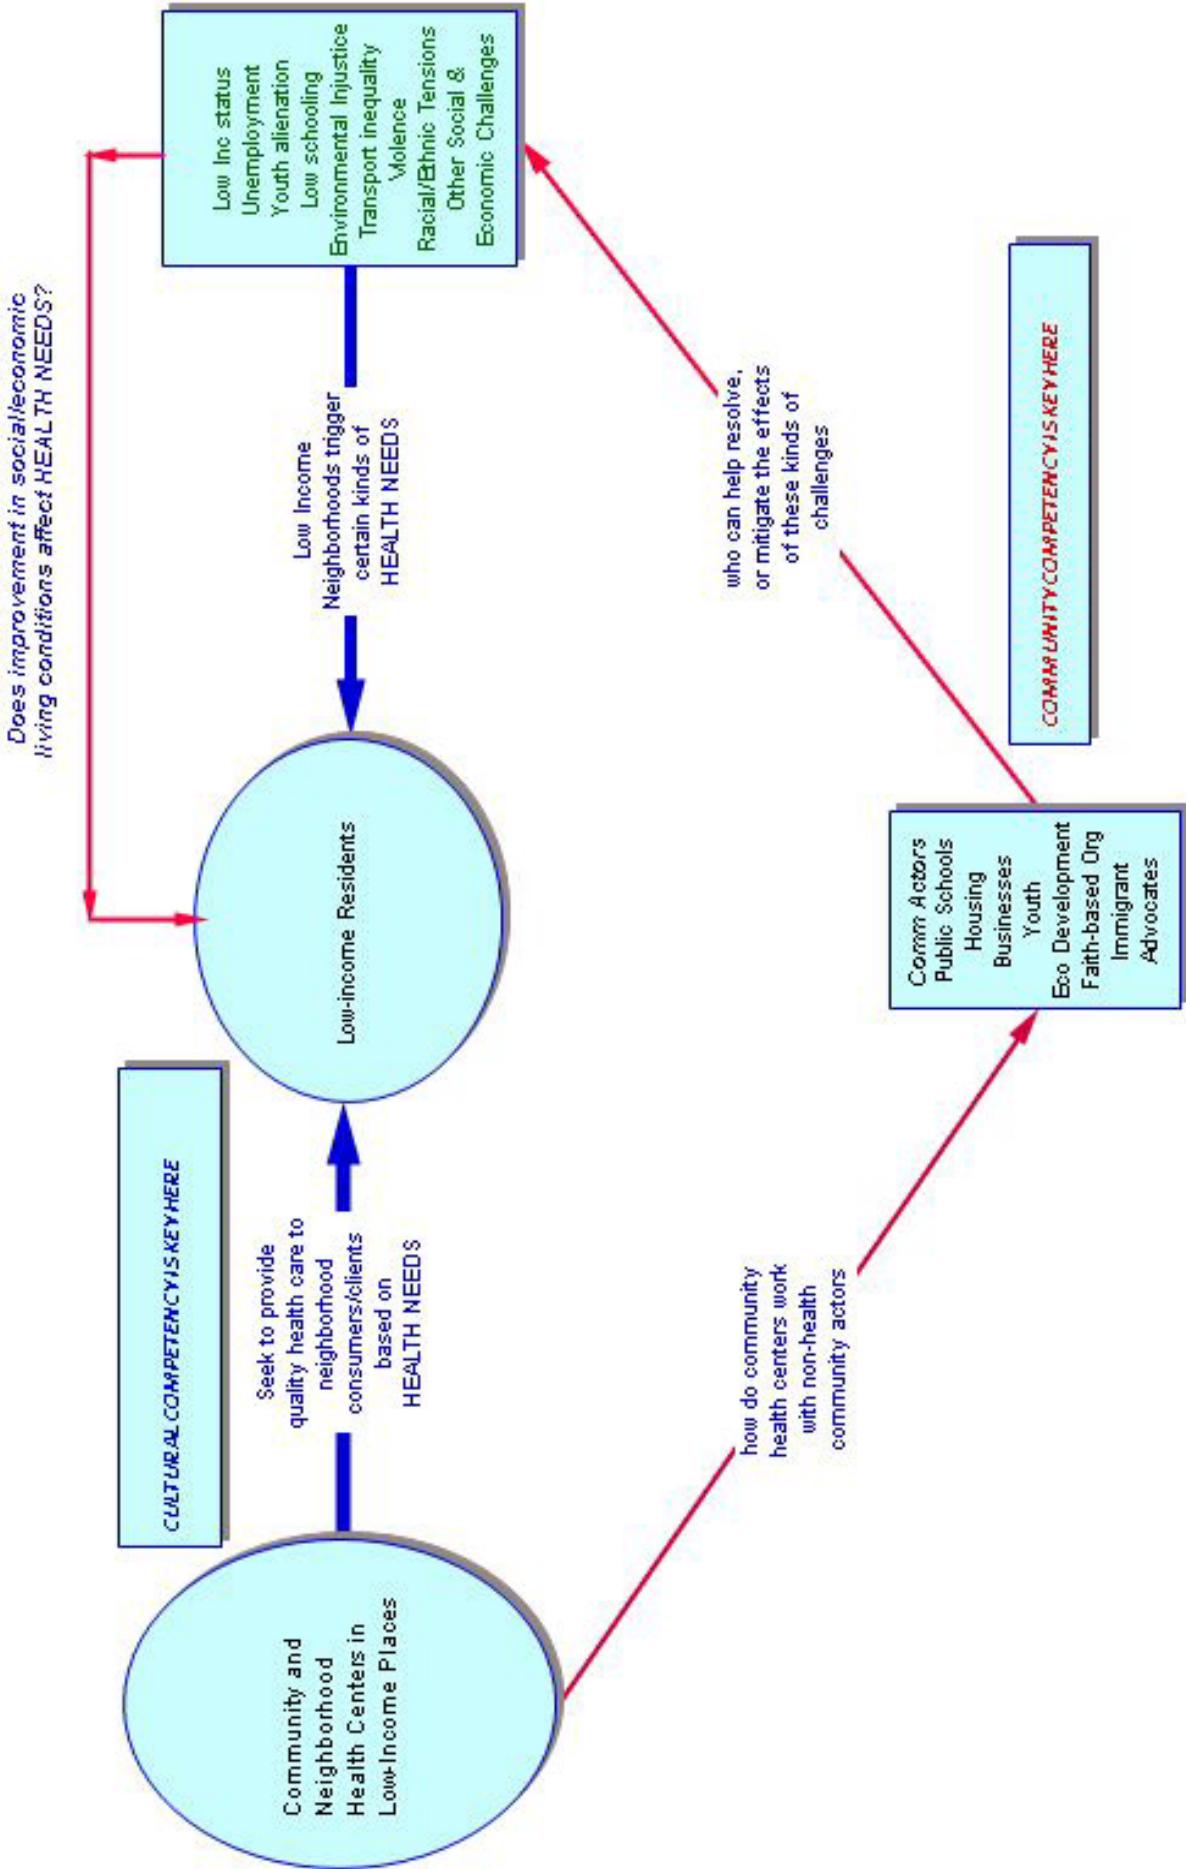 Does improvement in social/economic
living conditions affect HEALTH NEEDS?
CULTURAL COMPETENCY IS KEY HERE
Community and
Neighborhood
Health Centers in
Low-Income Places
Seek to provide
quality health care to
neighborhood
consumers/clients
based on
HEALTH NEEDS
Low-income Residents
Low Income
Neighborhoods trigger
certain kinds of
HEALTH NEEDS
Low Inc status
Unemployment
Youth alienation
Low schooling
Environmental Injustice
Transport inequality
Violence
Racial/Ethnic Tensions
Other Social &
Economic Challenges
how do community
health centers work
with non-health
community actors
Comm Actors
Public Schools
Housing
Businesses
Youth
Eco Development
Faith-based Org
Immigrant
Advocates
who can help resolve,
or mitigate the effects
of these kinds of
challenges
COMMUNITY COMPETENCY IS KEY HERE